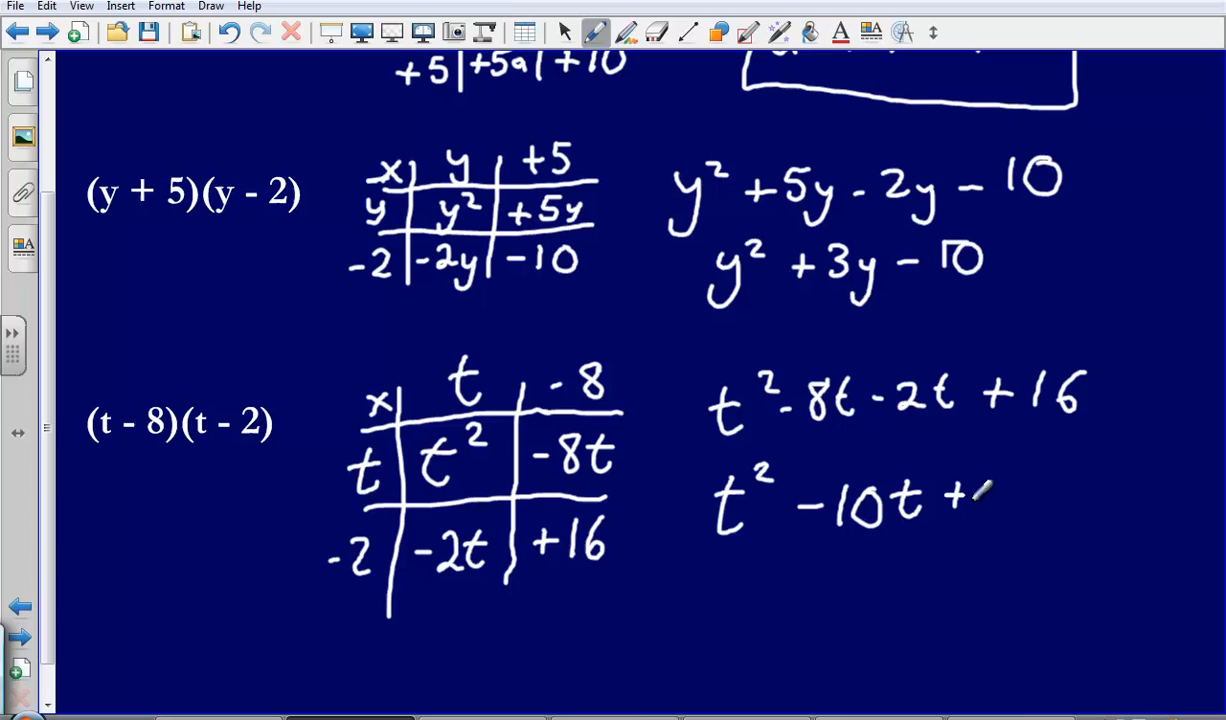 File Edit View Insert Format Draw Help
+5 +5a +10
(y + 5)(y - 2)
x y +5
y y² +5y
-2 -2y -10
y² +5y - 2y - 10
y² + 3y - 10
(t - 8)(t - 2)
x t -8
t t² -8t
-2 -2t +16
t² - 8t - 2t + 16
t² - 10t +